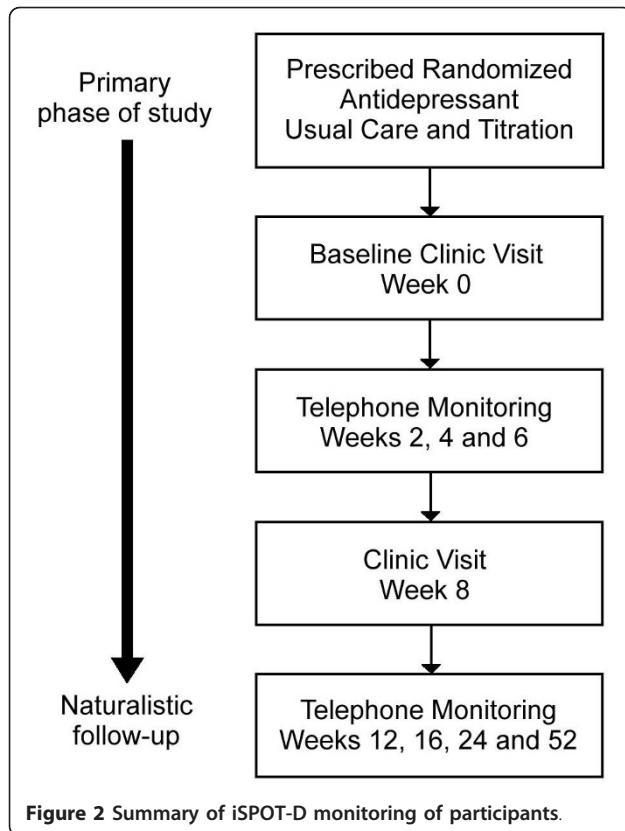 Primary
phase of study
Prescribed Randomized
Antidepressant
Usual Care and Titration
Baseline Clinic Visit
Week 0
Telephone Monitoring
Weeks 2, 4 and 6
Clinic Visit
Week 8
Naturalistic
follow-up
Telephone Monitoring
Weeks 12, 16, 24 and 52
Figure 2 Summary of iSPOT-D monitoring of participants.